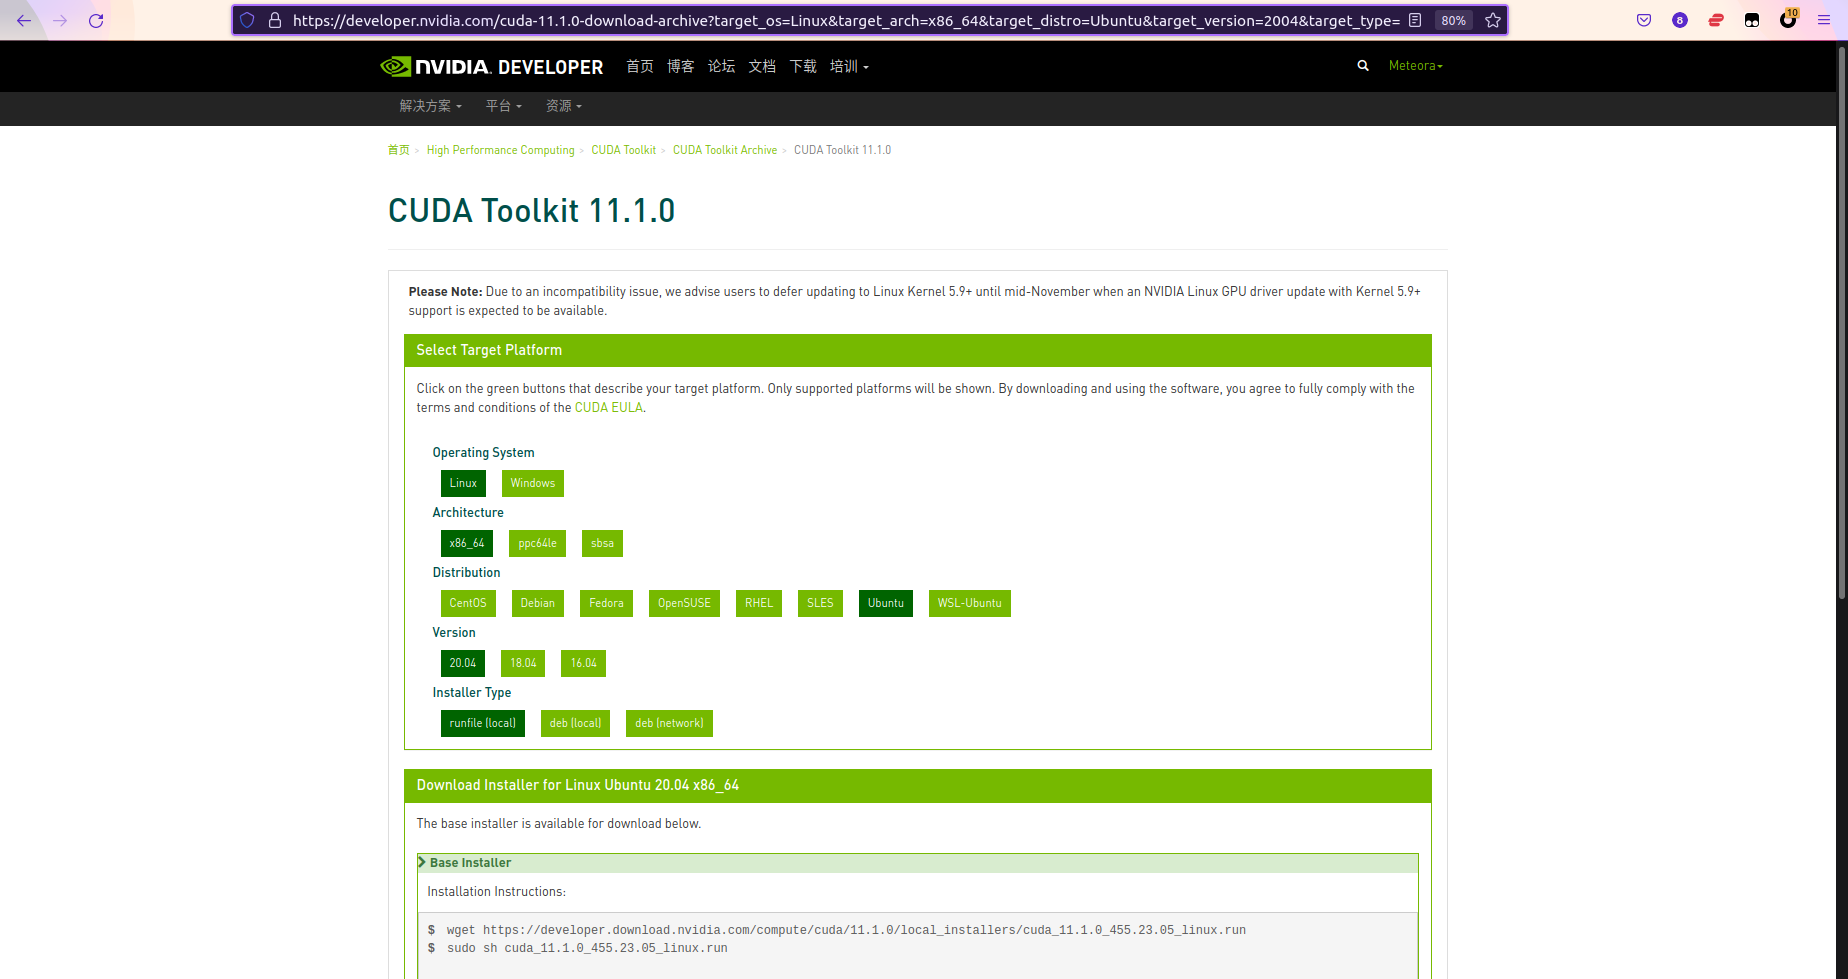 https://developer.nvidia.com/cuda-11.1.0-download-archive?target_os=Linux&target_arch=x86_64&target_distro=Ubuntu&target_version=2004&target_type=
80%
8
10
NVIDIA. DEVELOPER 首页 博客 论坛 文档 下载 培训
Meteora
解决方案 平台 资源
首页 > High Performance Computing > CUDA Toolkit > CUDA Toolkit Archive > CUDA Toolkit 11.1.0
CUDA Toolkit 11.1.0
Please Note: Due to an incompatibility issue, we advise users to defer updating to Linux Kernel 5.9+ until mid-November when an NVIDIA Linux GPU driver update with Kernel 5.9+
support is expected to be available.
Select Target Platform
Click on the green buttons that describe your target platform. Only supported platforms will be shown. By downloading and using the software, you agree to fully comply with the
terms and conditions of the CUDA EULA.
Operating System
Linux Windows
Architecture
x86_64 ppc64le sbsa
Distribution
CentOS Debian Fedora OpenSUSE RHEL SLES Ubuntu WSL-Ubuntu
Version
20.04 18.04 16.04
Installer Type
runfile (local) deb (local) deb (network)
Download Installer for Linux Ubuntu 20.04 x86_64
The base installer is available for download below.
Base Installer
Installation Instructions:
$ wget https://developer.download.nvidia.com/compute/cuda/11.1.0/local_installers/cuda_11.1.0_455.23.05_linux.run
$ sudo sh cuda_11.1.0_455.23.05_linux.run